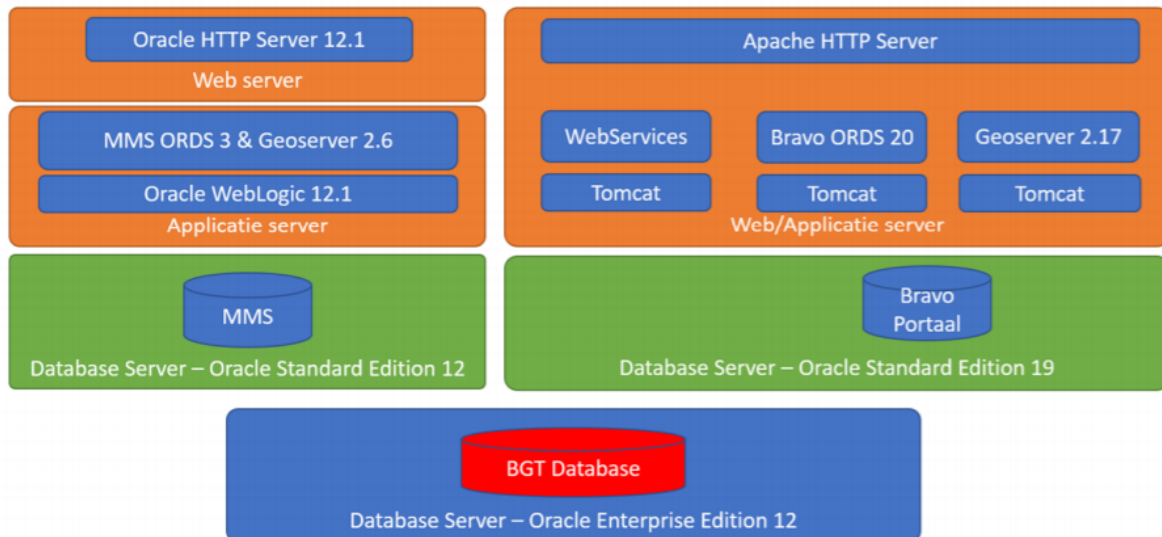 Oracle HTTP Server 12.1
Web server
MMS ORDS 3 & Geoserver 2.6
Oracle WebLogic 12.1
Applicatie server
MMS
Database Server – Oracle Standard Edition 12
Apache HTTP Server
WebServices
Bravo ORDS 20
Geoserver 2.17
Tomcat
Tomcat
Tomcat
Web/Applicatie server
Bravo
Portaal
Database Server – Oracle Standard Edition 19
BGT Database
Database Server – Oracle Enterprise Edition 12